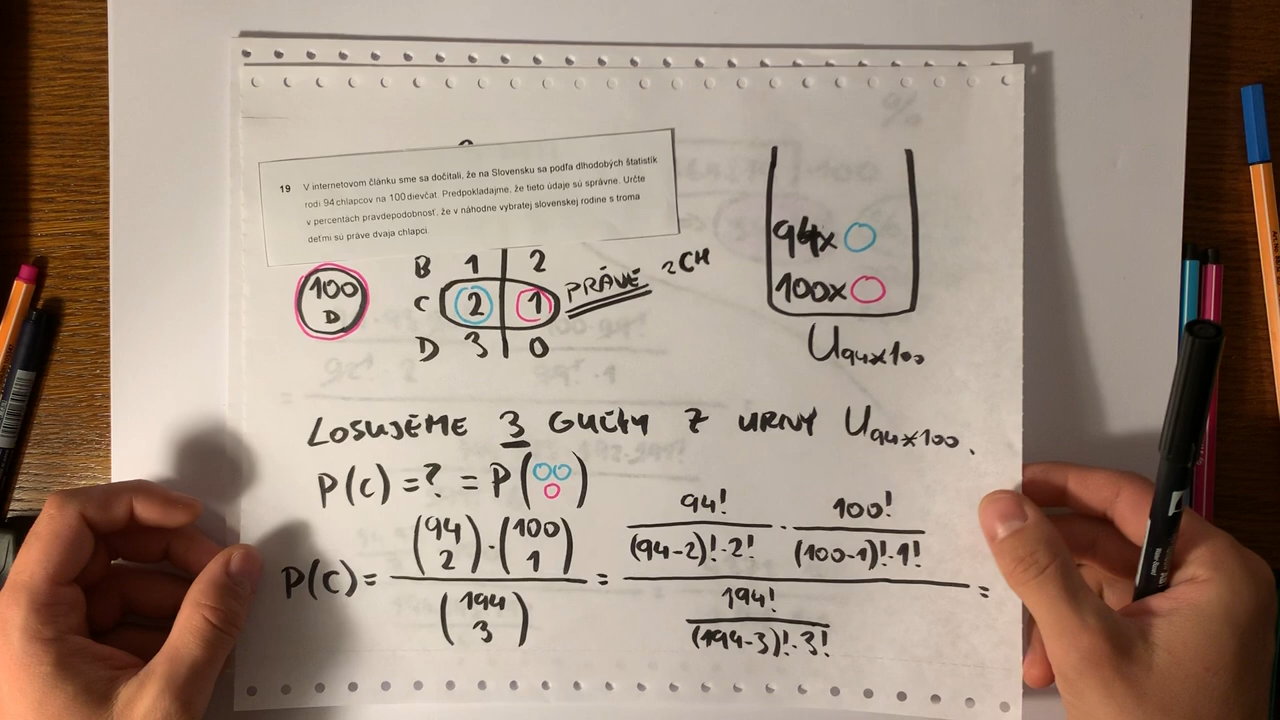 19 V internetovom článku sme sa dočítali, že na Slovensku sa podľa dlhodobých štatistík
rodí 94 chlapcov na 100 dievčat. Predpokladajme, že tieto údaje sú správne. Určte
v percentách pravdepodobnosť, že v náhodne vybratej slovenskej rodine s troma
deťmi sú práve dvaja chlapci.
100
D
B 1 2
C 2 1 PRÁVE 2CH
D 3 0
94x
100x
U94x100
LOSUJEME 3 GUĽKY Z URNY U94x100.
P(C) = ? = P( )
P(C) = (94 2) · (100 1) / (194 3) = 94! / (94-2)!·2! · 100! / (100-1)!·1! / 194! / (194-3)!·3! =